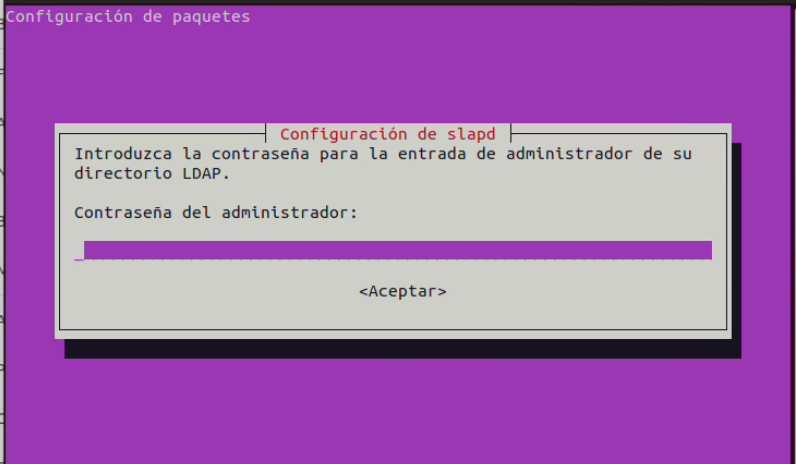 Configuración de paquetes
Configuración de slapd
Introduzca la contraseña para la entrada de administrador de su
directorio LDAP.
Contraseña del administrador:
<Aceptar>